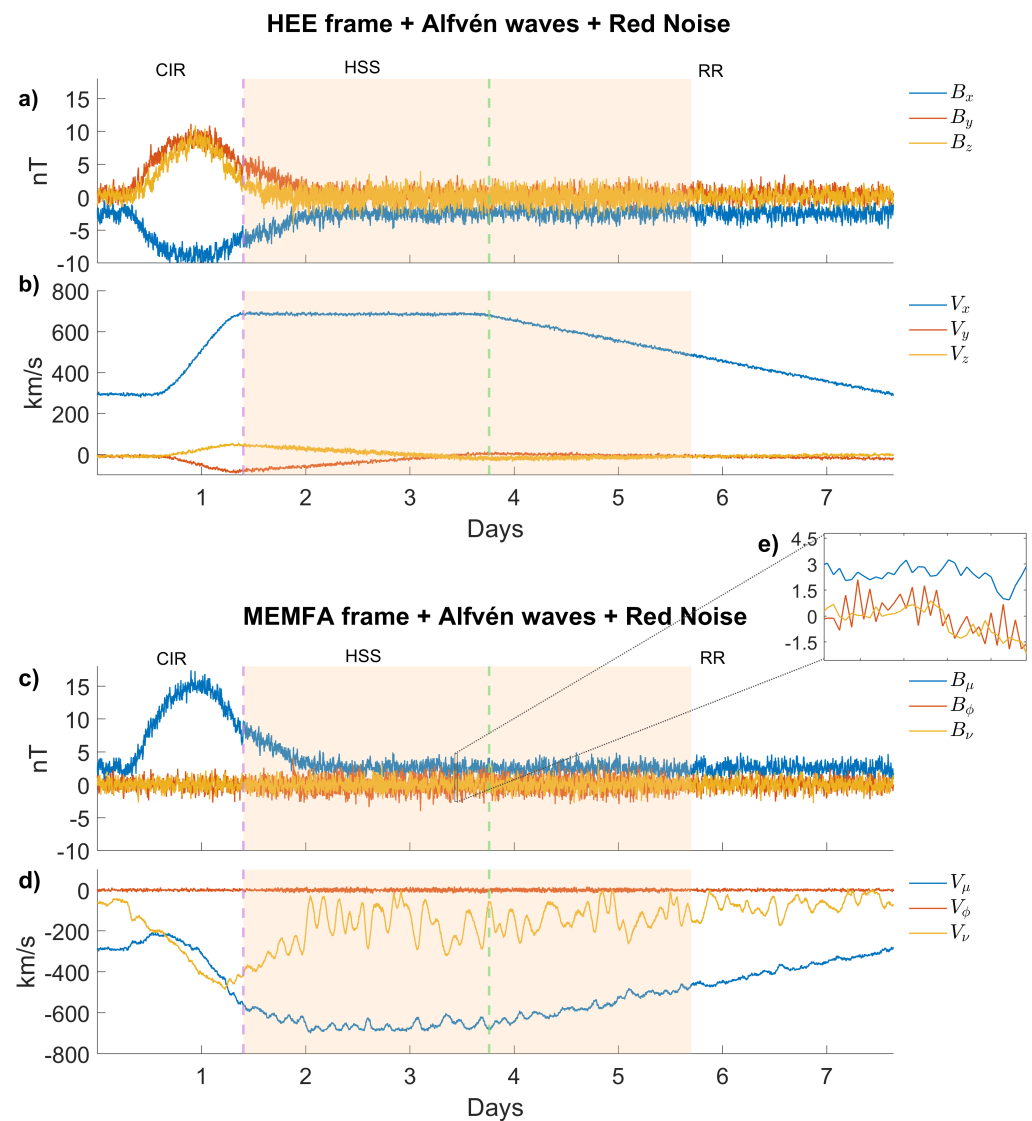 HEE frame + Alfvén waves + Red Noise
CIR HSS RR
a)
15
10
5
0
-5
-10
nT
B_x
B_y
B_z
b)
800
600
400
200
0
km/s
V_x
V_y
V_z
1 2 3 4 5 6 7
Days
e)
4.5
3
1.5
0
-1.5
MEMFA frame + Alfvén waves + Red Noise
CIR HSS RR
c)
15
10
5
0
-5
-10
nT
B_μ
B_ϕ
B_ν
d)
0
-200
-400
-600
-800
km/s
V_μ
V_ϕ
V_ν
1 2 3 4 5 6 7
Days